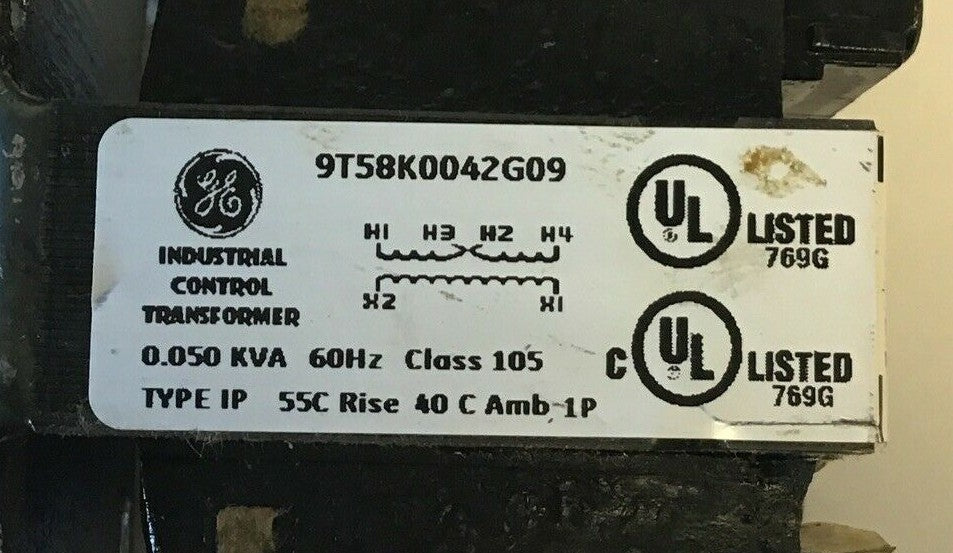 9T58K0042G09
GE
INDUSTRIAL
CONTROL
TRANSFORMER
H1 H3 H2 H4
X2 X1
0.050 KVA 60Hz Class 105
TYPE IP 55C Rise 40 C Amb 1P
UL LISTED
769G
C UL LISTED
769G